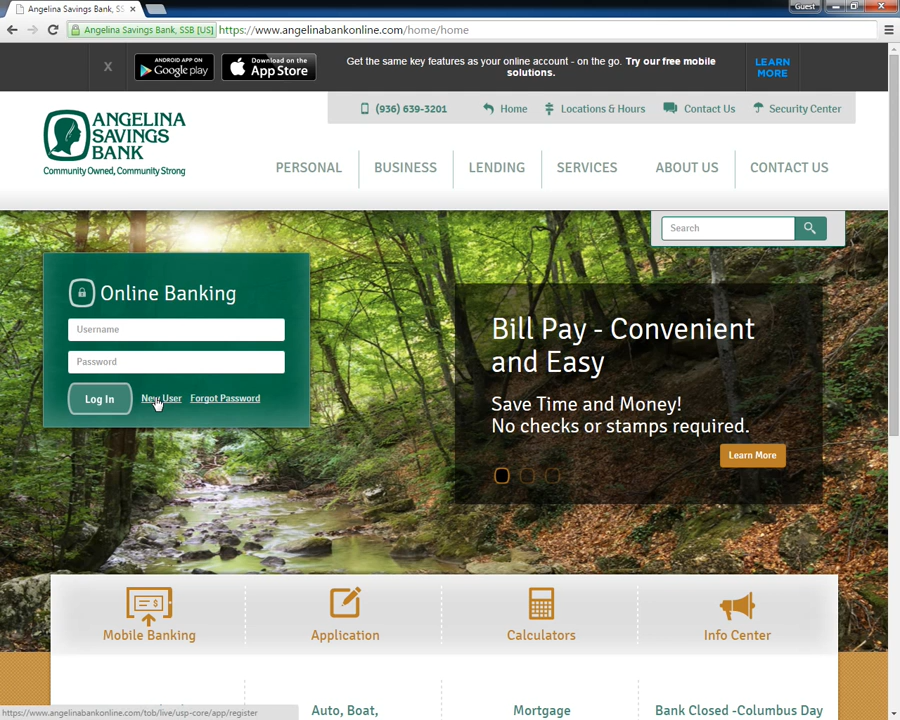 Angelina Savings Bank, SS
Guest
Angelina Savings Bank, SSB [US]
https://www.angelinabankonline.com/home/home
X
ANDROID APP ON
Google play
Download on the
App Store
Get the same key features as your online account - on the go. Try our free mobile
solutions.
LEARN
MORE
(936) 639-3201
Home
Locations & Hours
Contact Us
Security Center
ANGELINA
SAVINGS
BANK
Community Owned, Community Strong
PERSONAL
BUSINESS
LENDING
SERVICES
ABOUT US
CONTACT US
Search
Online Banking
Username
Password
Log In
New User
Forgot Password
Bill Pay - Convenient
and Easy
Save Time and Money!
No checks or stamps required.
Learn More
Mobile Banking
Application
Calculators
Info Center
Auto, Boat,
Mortgage
Bank Closed -Columbus Day
https://www.angelinabankonline.com/tob/live/usp-core/app/register